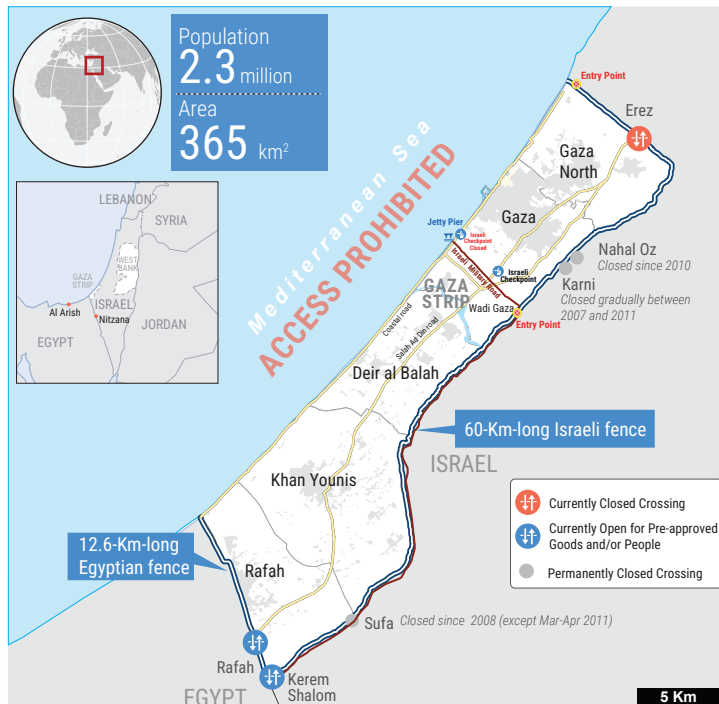 Population
2.3 million
Area
365 km²
Entry Point
Erez
Gaza
North
Mediterranean Sea
ACCESS PROHIBITED
LEBANON
SYRIA
WEST
BANK
GAZA
STRIP
ISRAEL
Al Arish
Nitzana
JORDAN
EGYPT
Gaza
Jetty Pier
Israeli
Checkpoint
Closed
Israeli Military Road
Israeli
Checkpoint
Nahal Oz
Closed since 2010
Karni
Closed gradually between
2007 and 2011
GAZA
STRIP
Wadi Gaza
Entry Point
Coastal road
Salah Ad Din road
Deir al Balah
60-Km-long Israeli fence
ISRAEL
Khan Younis
Currently Closed Crossing
Currently Open for Pre-approved
Goods and/or People
Permanently Closed Crossing
12.6-Km-long
Egyptian fence
Rafah
Sufa Closed since 2008 (except Mar-Apr 2011)
Rafah
Kerem
Shalom
EGYPT
5 Km